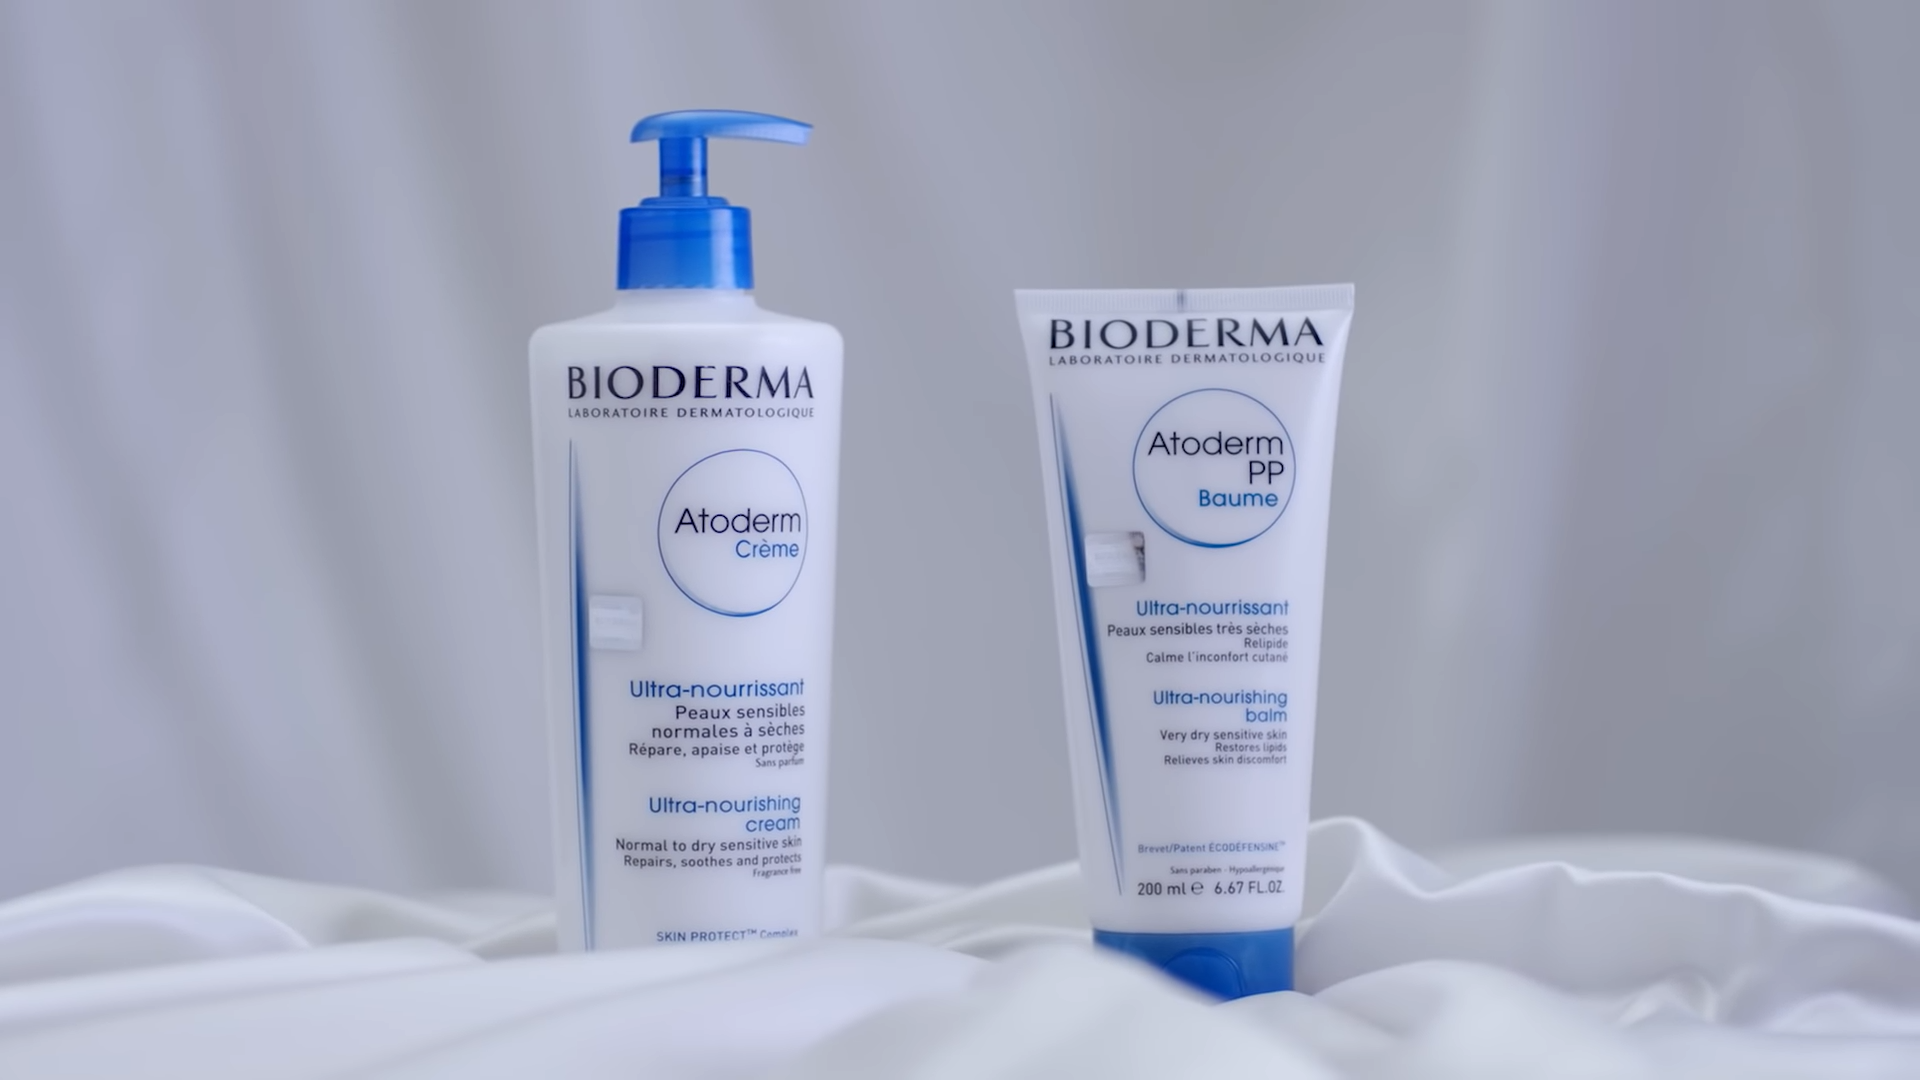 BIODERMA
LABORATOIRE DERMATOLOGIQUE
Atoderm
Crème
Ultra-nourrissant
Peaux sensibles
normales à sèches
Répare, apaise et protège
Sans parfum
Ultra-nourishing
cream
Normal to dry sensitive skin
Repairs, soothes and protects
Fragrance free
SKIN PROTECT™ Complex
BIODERMA
LABORATOIRE DERMATOLOGIQUE
Atoderm
PP
Baume
Ultra-nourrissant
Peaux sensibles très sèches
Relipide
Calme l'inconfort cutané
Ultra-nourishing
balm
Very dry sensitive skin
Restores lipids
Relieves skin discomfort
Brevet/Patent ÉCODÉFENSINE™
Sans paraben - Hypoallergénique
200 ml ℮ 6.67 FL.OZ.